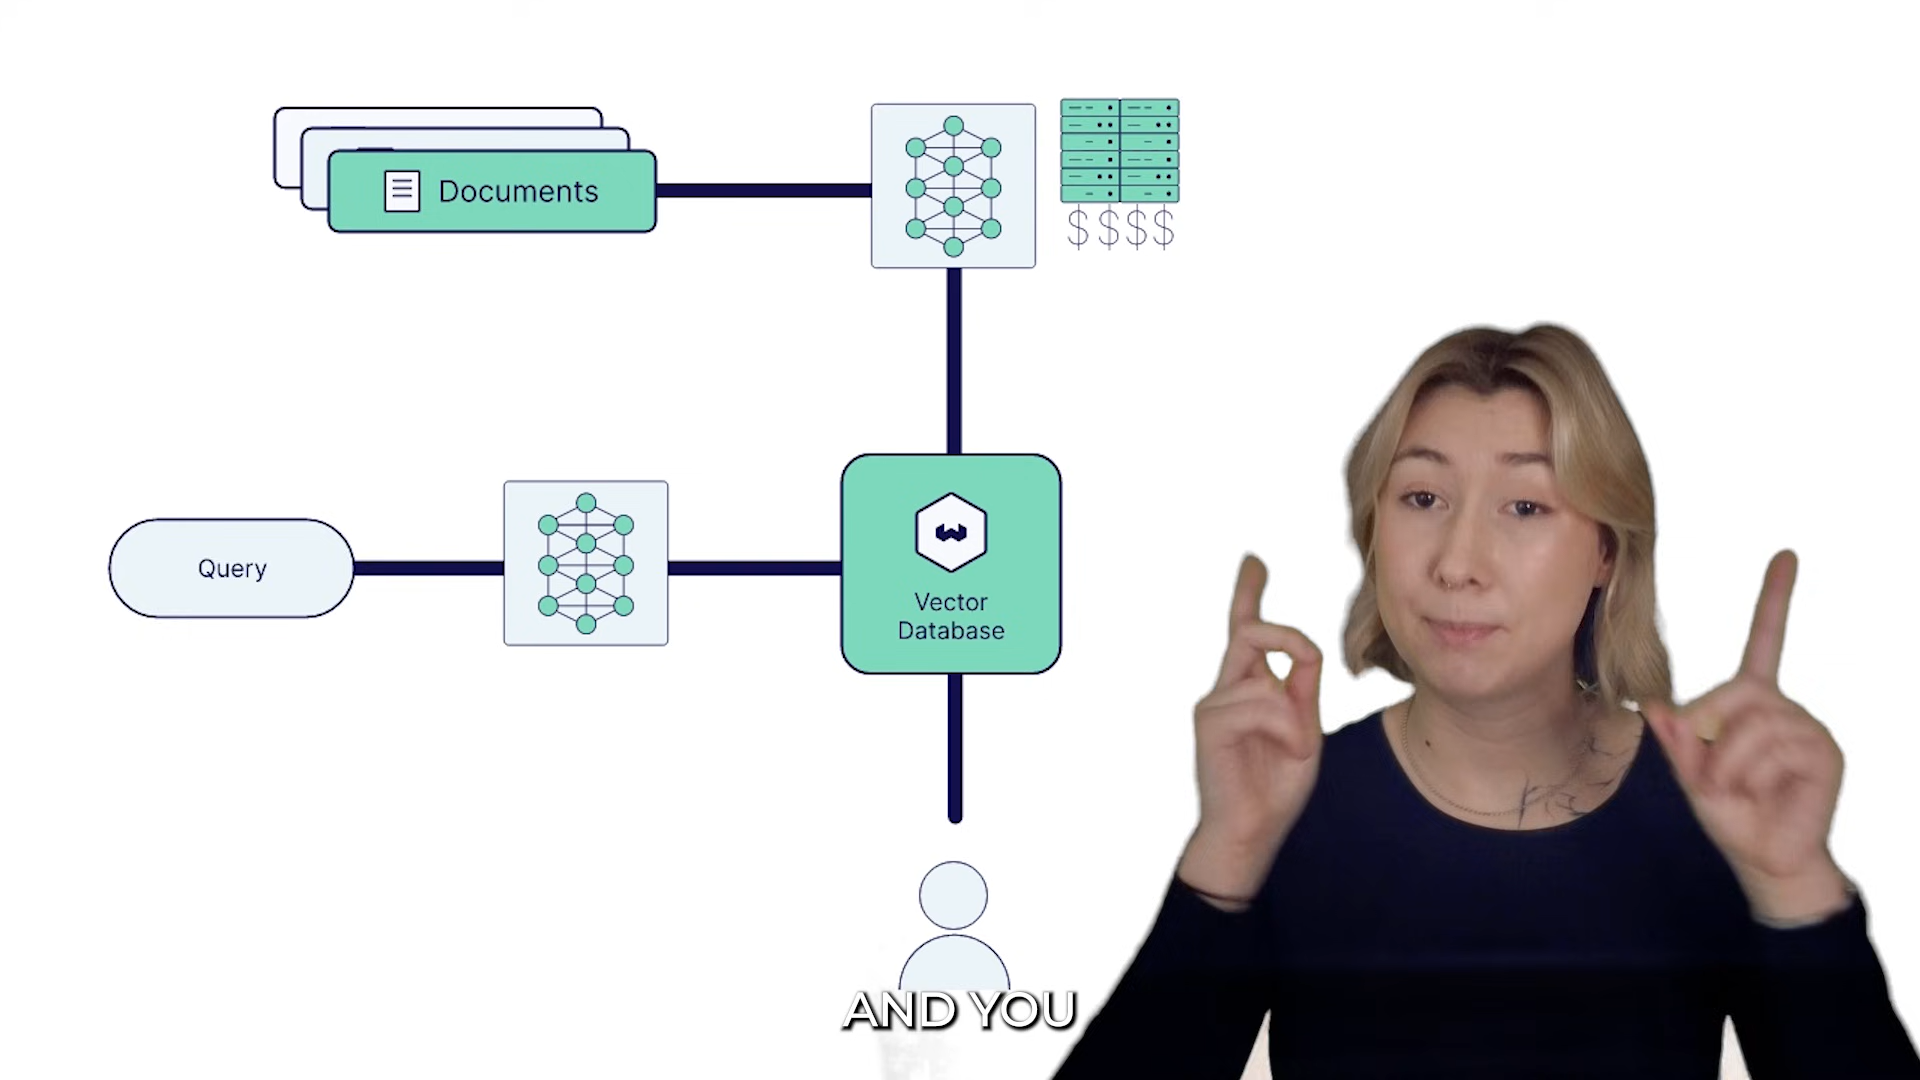 Documents
$ $ $ $
Query
Vector
Database
AND YOU